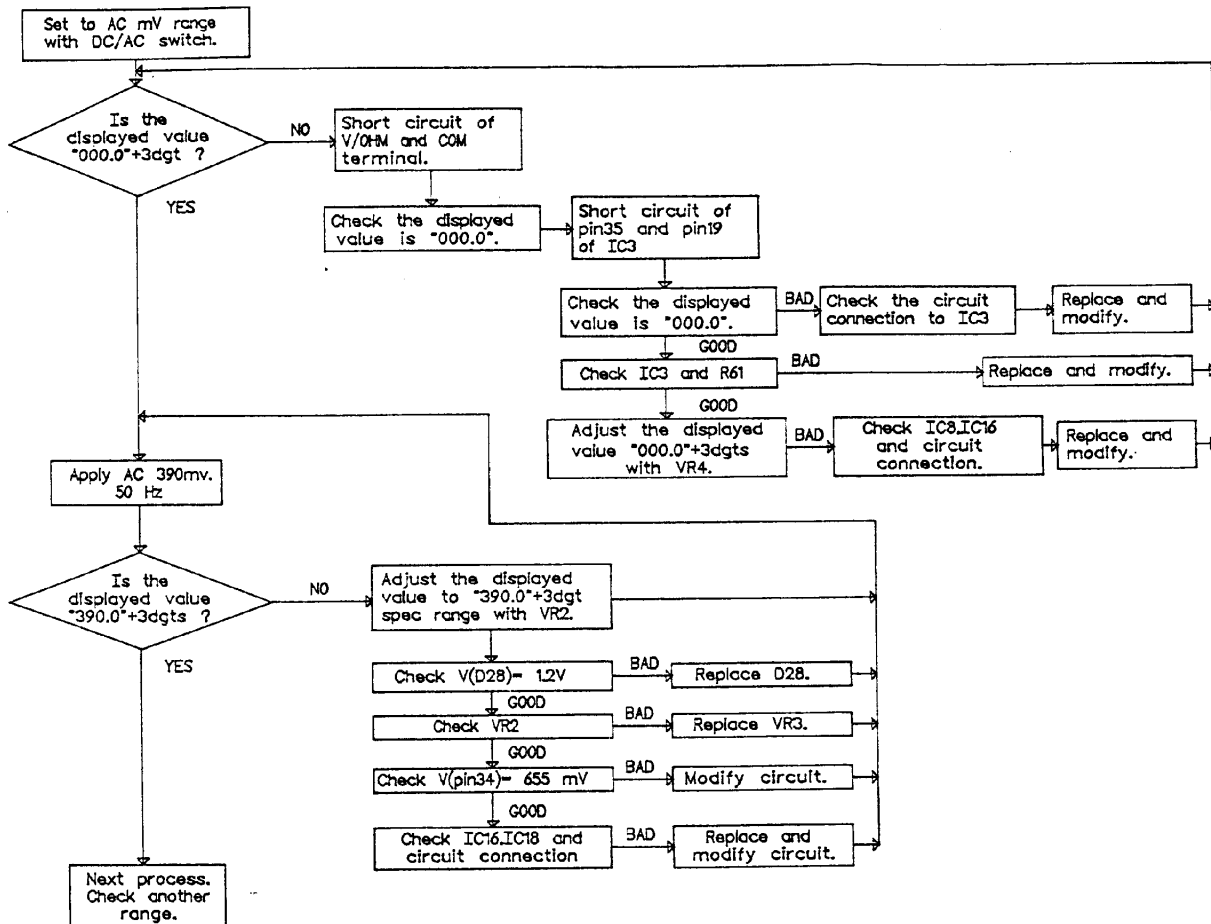 Set to AC mV range
with DC/AC switch.
Is the
displayed value
"000.0"+3dgt ?
NO
Short circuit of
V/OHM and COM
terminal.
YES
Check the displayed
value is "000.0".
Short circuit of
pin35 and pin19
of IC3
Check the displayed
value is "000.0".
BAD
Check the circuit
connection to IC3
Replace and
modify.
GOOD
Check IC3 and R61
BAD
Replace and modify.
GOOD
Adjust the displayed
value "000.0"+3dgts
with VR4.
BAD
Check IC8,IC16
and circuit
connection.
Replace and
modify.
Apply AC 390mv.
50 Hz
Is the
displayed value
"390.0"+3dgts ?
NO
Adjust the displayed
value to "390.0"+3dgt
spec range with VR2.
YES
Check V(D28)- 1.2V
BAD
Replace D28.
GOOD
Check VR2
BAD
Replace VR3.
GOOD
Check V(pin34)- 655 mV
BAD
Modify circuit.
GOOD
Check IC16,IC18 and
circuit connection
BAD
Replace and
modify circuit.
Next process.
Check another
range.